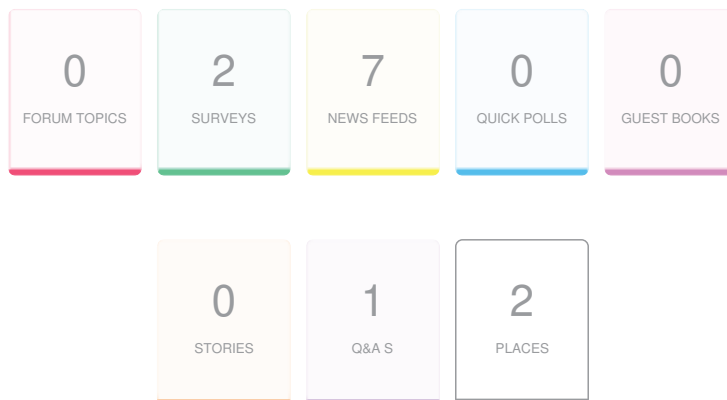 0 2 7 0 0
FORUM TOPICS SURVEYS NEWS FEEDS QUICK POLLS GUEST BOOKS
0 1 2
STORIES Q&A S PLACES